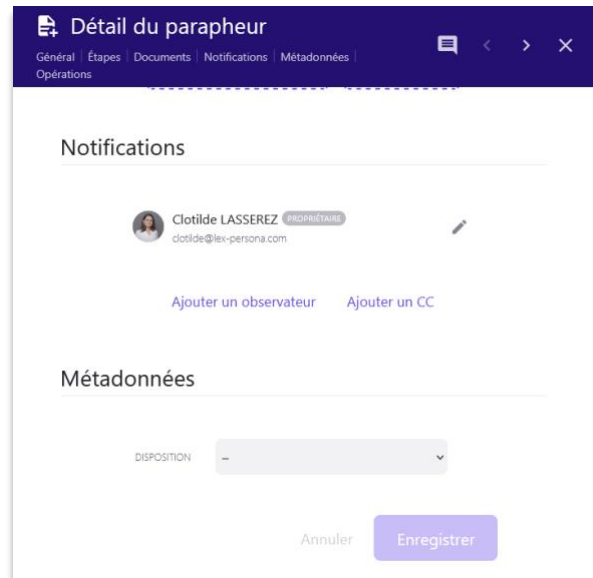 Détail du parapheur
Général | Étapes | Documents | Notifications | Métadonnées |
Opérations
Notifications
Clotilde LASSEREZ PROPRIÉTAIRE
clotilde@lex-persona.com
Ajouter un observateur Ajouter un CC
Métadonnées
DISPOSITION –
Annuler Enregistrer